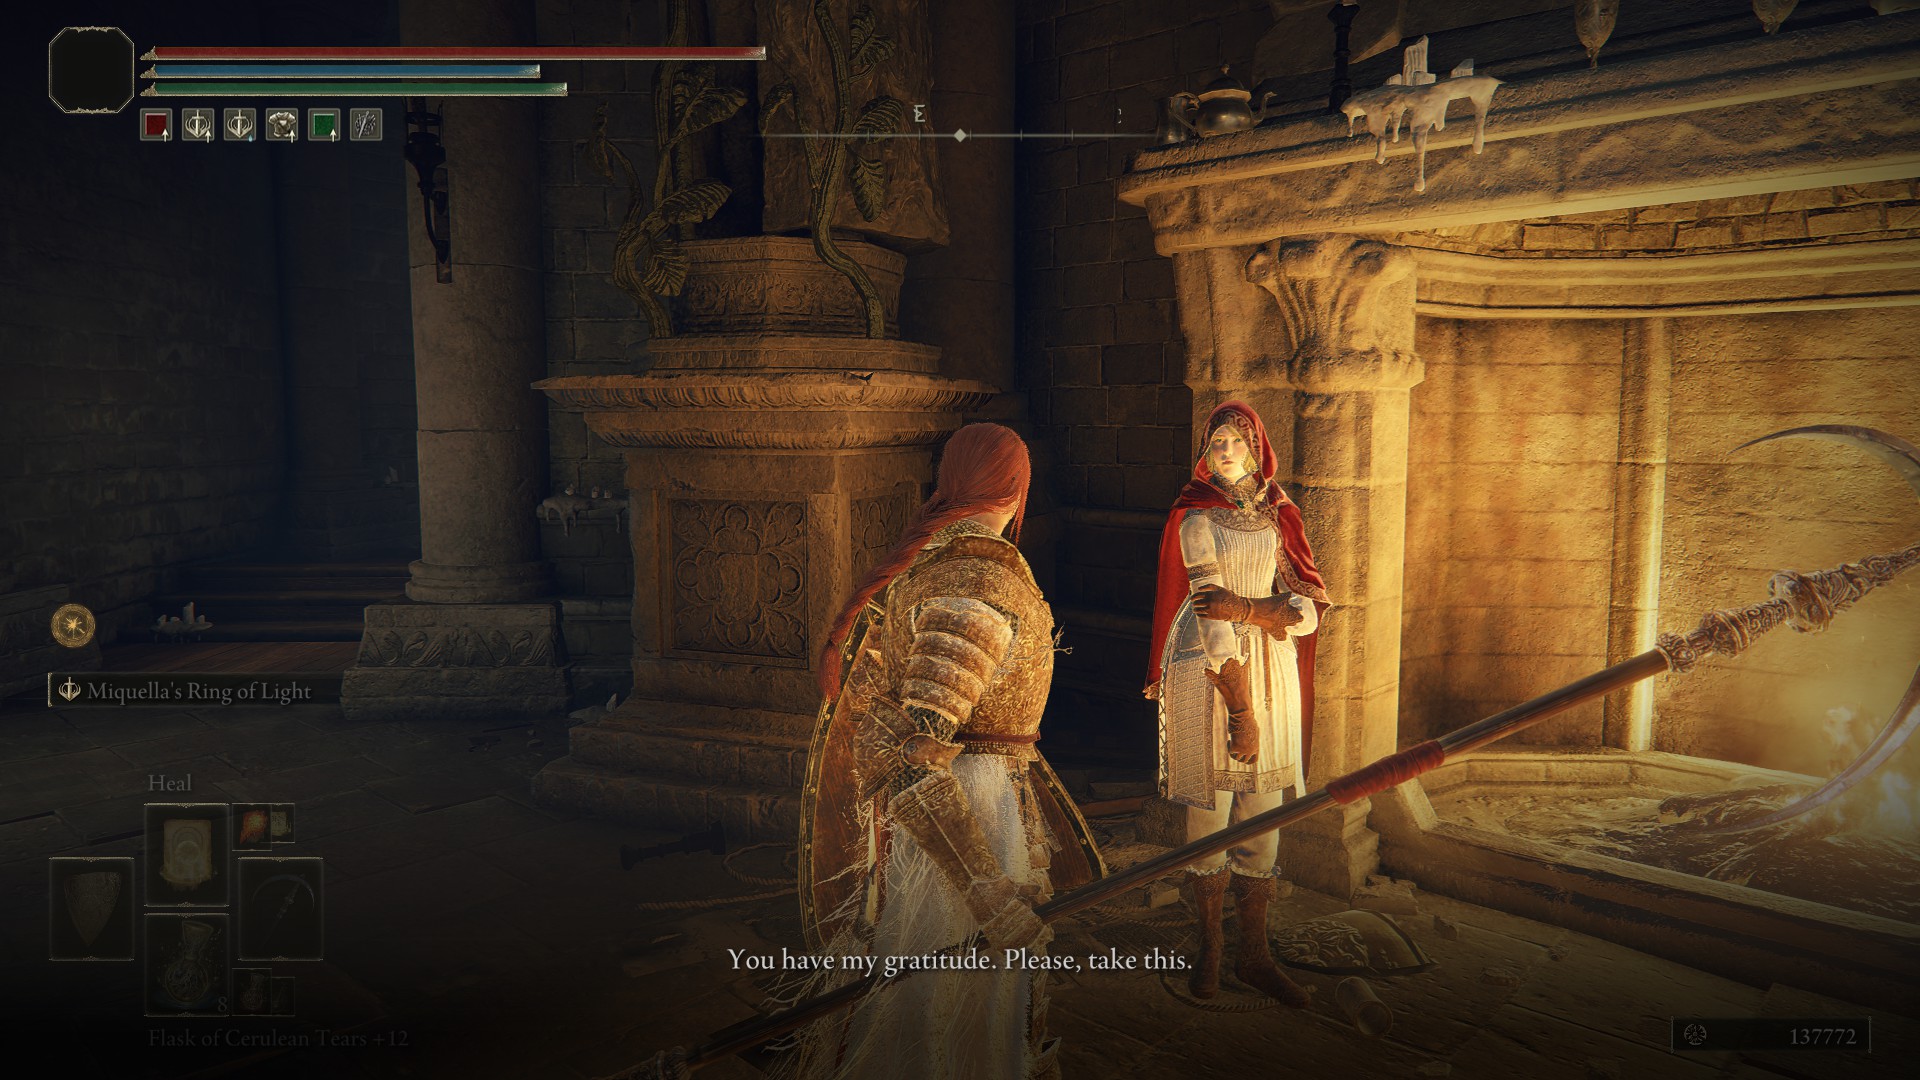 E
Miquella's Ring of Light
Heal
8
You have my gratitude. Please, take this.
Flask of Cerulean Tears +12
137772